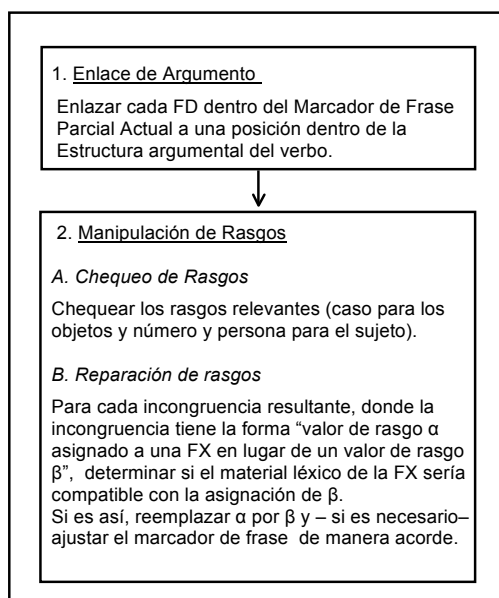 1. Enlace de Argumento
Enlazar cada FD dentro del Marcador de Frase
Parcial Actual a una posición dentro de la
Estructura argumental del verbo.
2. Manipulación de Rasgos
A. Chequeo de Rasgos
Chequear los rasgos relevantes (caso para los
objetos y número y persona para el sujeto).
B. Reparación de rasgos
Para cada incongruencia resultante, donde la
incongruencia tiene la forma “valor de rasgo α
asignado a una FX en lugar de un valor de rasgo
β”, determinar si el material léxico de la FX sería
compatible con la asignación de β.
Si es así, reemplazar α por β y – si es necesario–
ajustar el marcador de frase de manera acorde.